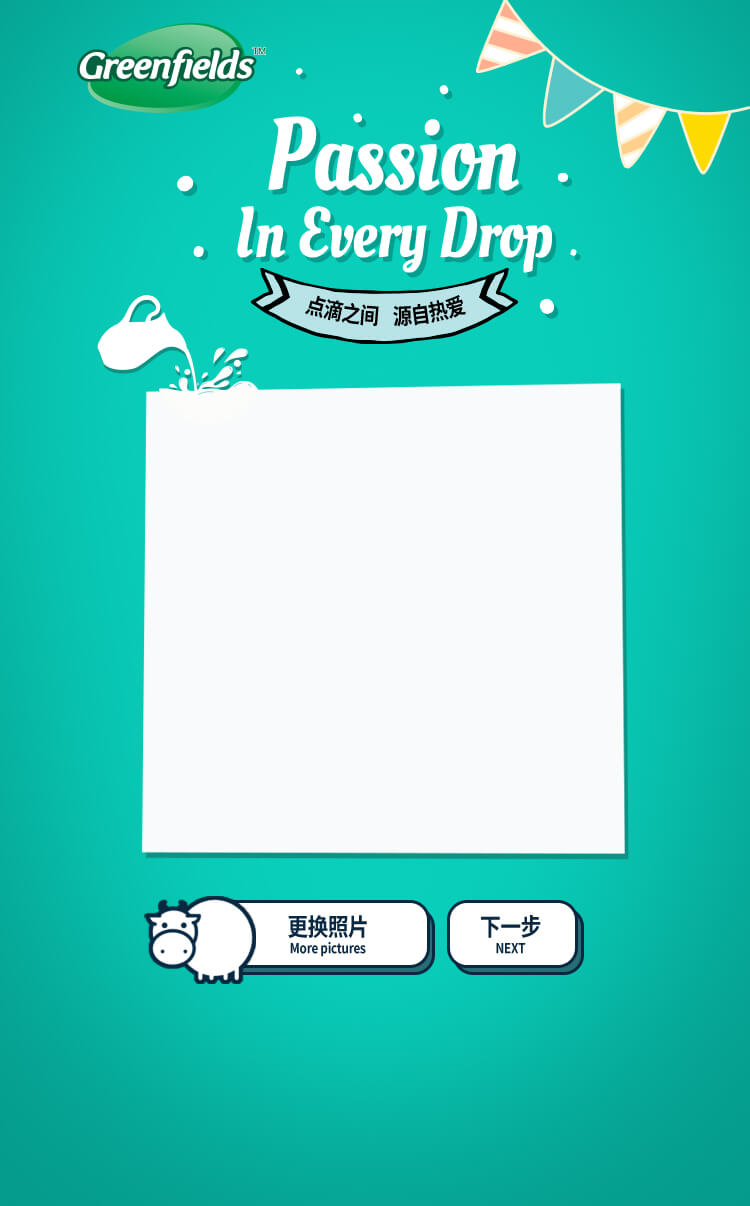 Greenfields™
Passion
In Every Drop
点滴之间 源自热爱
更换照片
More pictures
下一步
NEXT